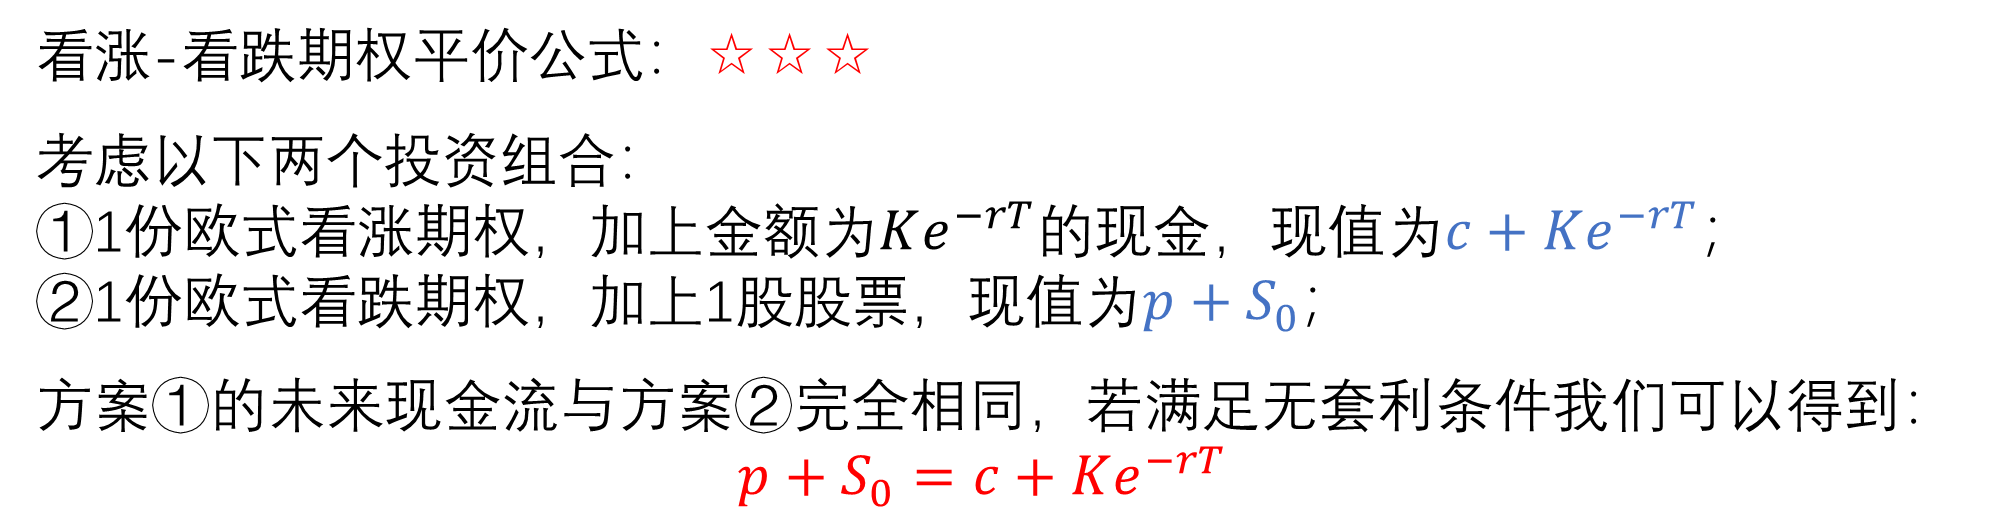 看涨-看跌期权平价公式：☆☆☆
考虑以下两个投资组合：
①1份欧式看涨期权，加上金额为$Ke^{-rT}$的现金，现值为$c + Ke^{-rT}$；
②1份欧式看跌期权，加上1股股票，现值为$p + S_0$；
方案①的未来现金流与方案②完全相同，若满足无套利条件我们可以得到：
$p + S_0 = c + Ke^{-rT}$